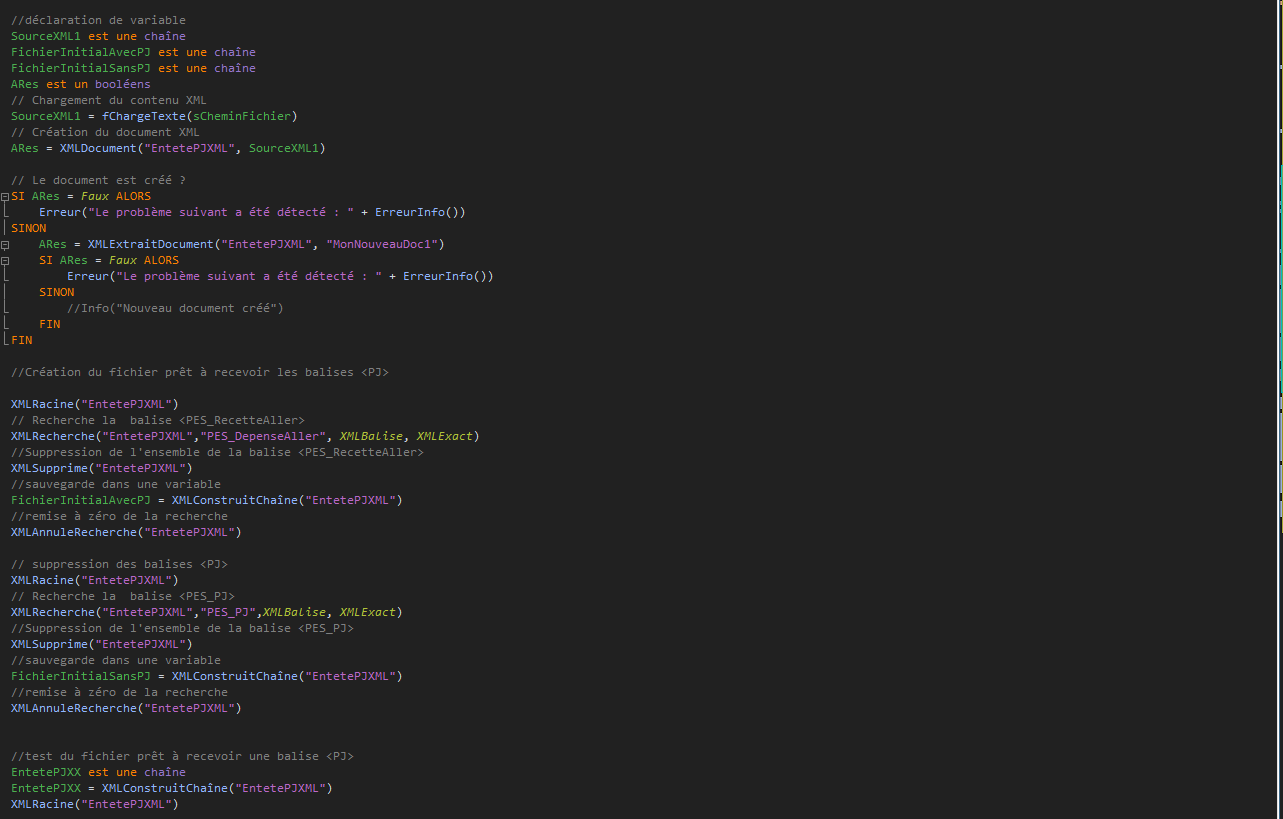 //déclaration de variable
SourceXML1 est une chaîne
FichierInitialAvecPJ est une chaîne
FichierInitialSansPJ est une chaîne
ARes est un booléens
// Chargement du contenu XML
SourceXML1 = fChargeTexte(sCheminFichier)
// Création du document XML
ARes = XMLDocument("EntetePJXML", SourceXML1)
// Le document est créé ?
SI ARes = Faux ALORS
Erreur("Le problème suivant a été détecté : " + ErreurInfo())
SINON
ARes = XMLExtraitDocument("EntetePJXML", "MonNouveauDoc1")
SI ARes = Faux ALORS
Erreur("Le problème suivant a été détecté : " + ErreurInfo())
SINON
//Info("Nouveau document créé")
FIN
FIN
//Création du fichier prêt à recevoir les balises <PJ>
XMLRacine("EntetePJXML")
// Recherche la  balise <PES_RecetteAller>
XMLRecherche("EntetePJXML","PES_DepenseAller", XMLBalise, XMLExact)
//Suppression de l'ensemble de la balise <PES_RecetteAller>
XMLSupprime("EntetePJXML")
//sauvegarde dans une variable
FichierInitialAvecPJ = XMLConstruitChaîne("EntetePJXML")
//remise à zéro de la recherche
XMLAnnuleRecherche("EntetePJXML")
// suppression des balises <PJ>
XMLRacine("EntetePJXML")
// Recherche la  balise <PES_PJ>
XMLRecherche("EntetePJXML","PES_PJ",XMLBalise, XMLExact)
//Suppression de l'ensemble de la balise <PES_PJ>
XMLSupprime("EntetePJXML")
//sauvegarde dans une variable
FichierInitialSansPJ = XMLConstruitChaîne("EntetePJXML")
//remise à zéro de la recherche
XMLAnnuleRecherche("EntetePJXML")
//test du fichier prêt à recevoir une balise <PJ>
EntetePJXX est une chaîne
EntetePJXX = XMLConstruitChaîne("EntetePJXML")
XMLRacine("EntetePJXML")